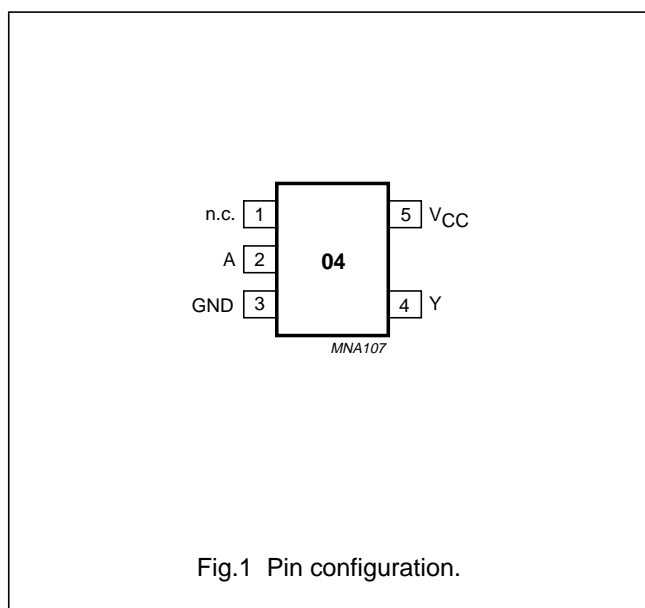 n.c. 1 5 VCC
A 2 04
GND 3 4 Y
MNA107
Fig.1 Pin configuration.